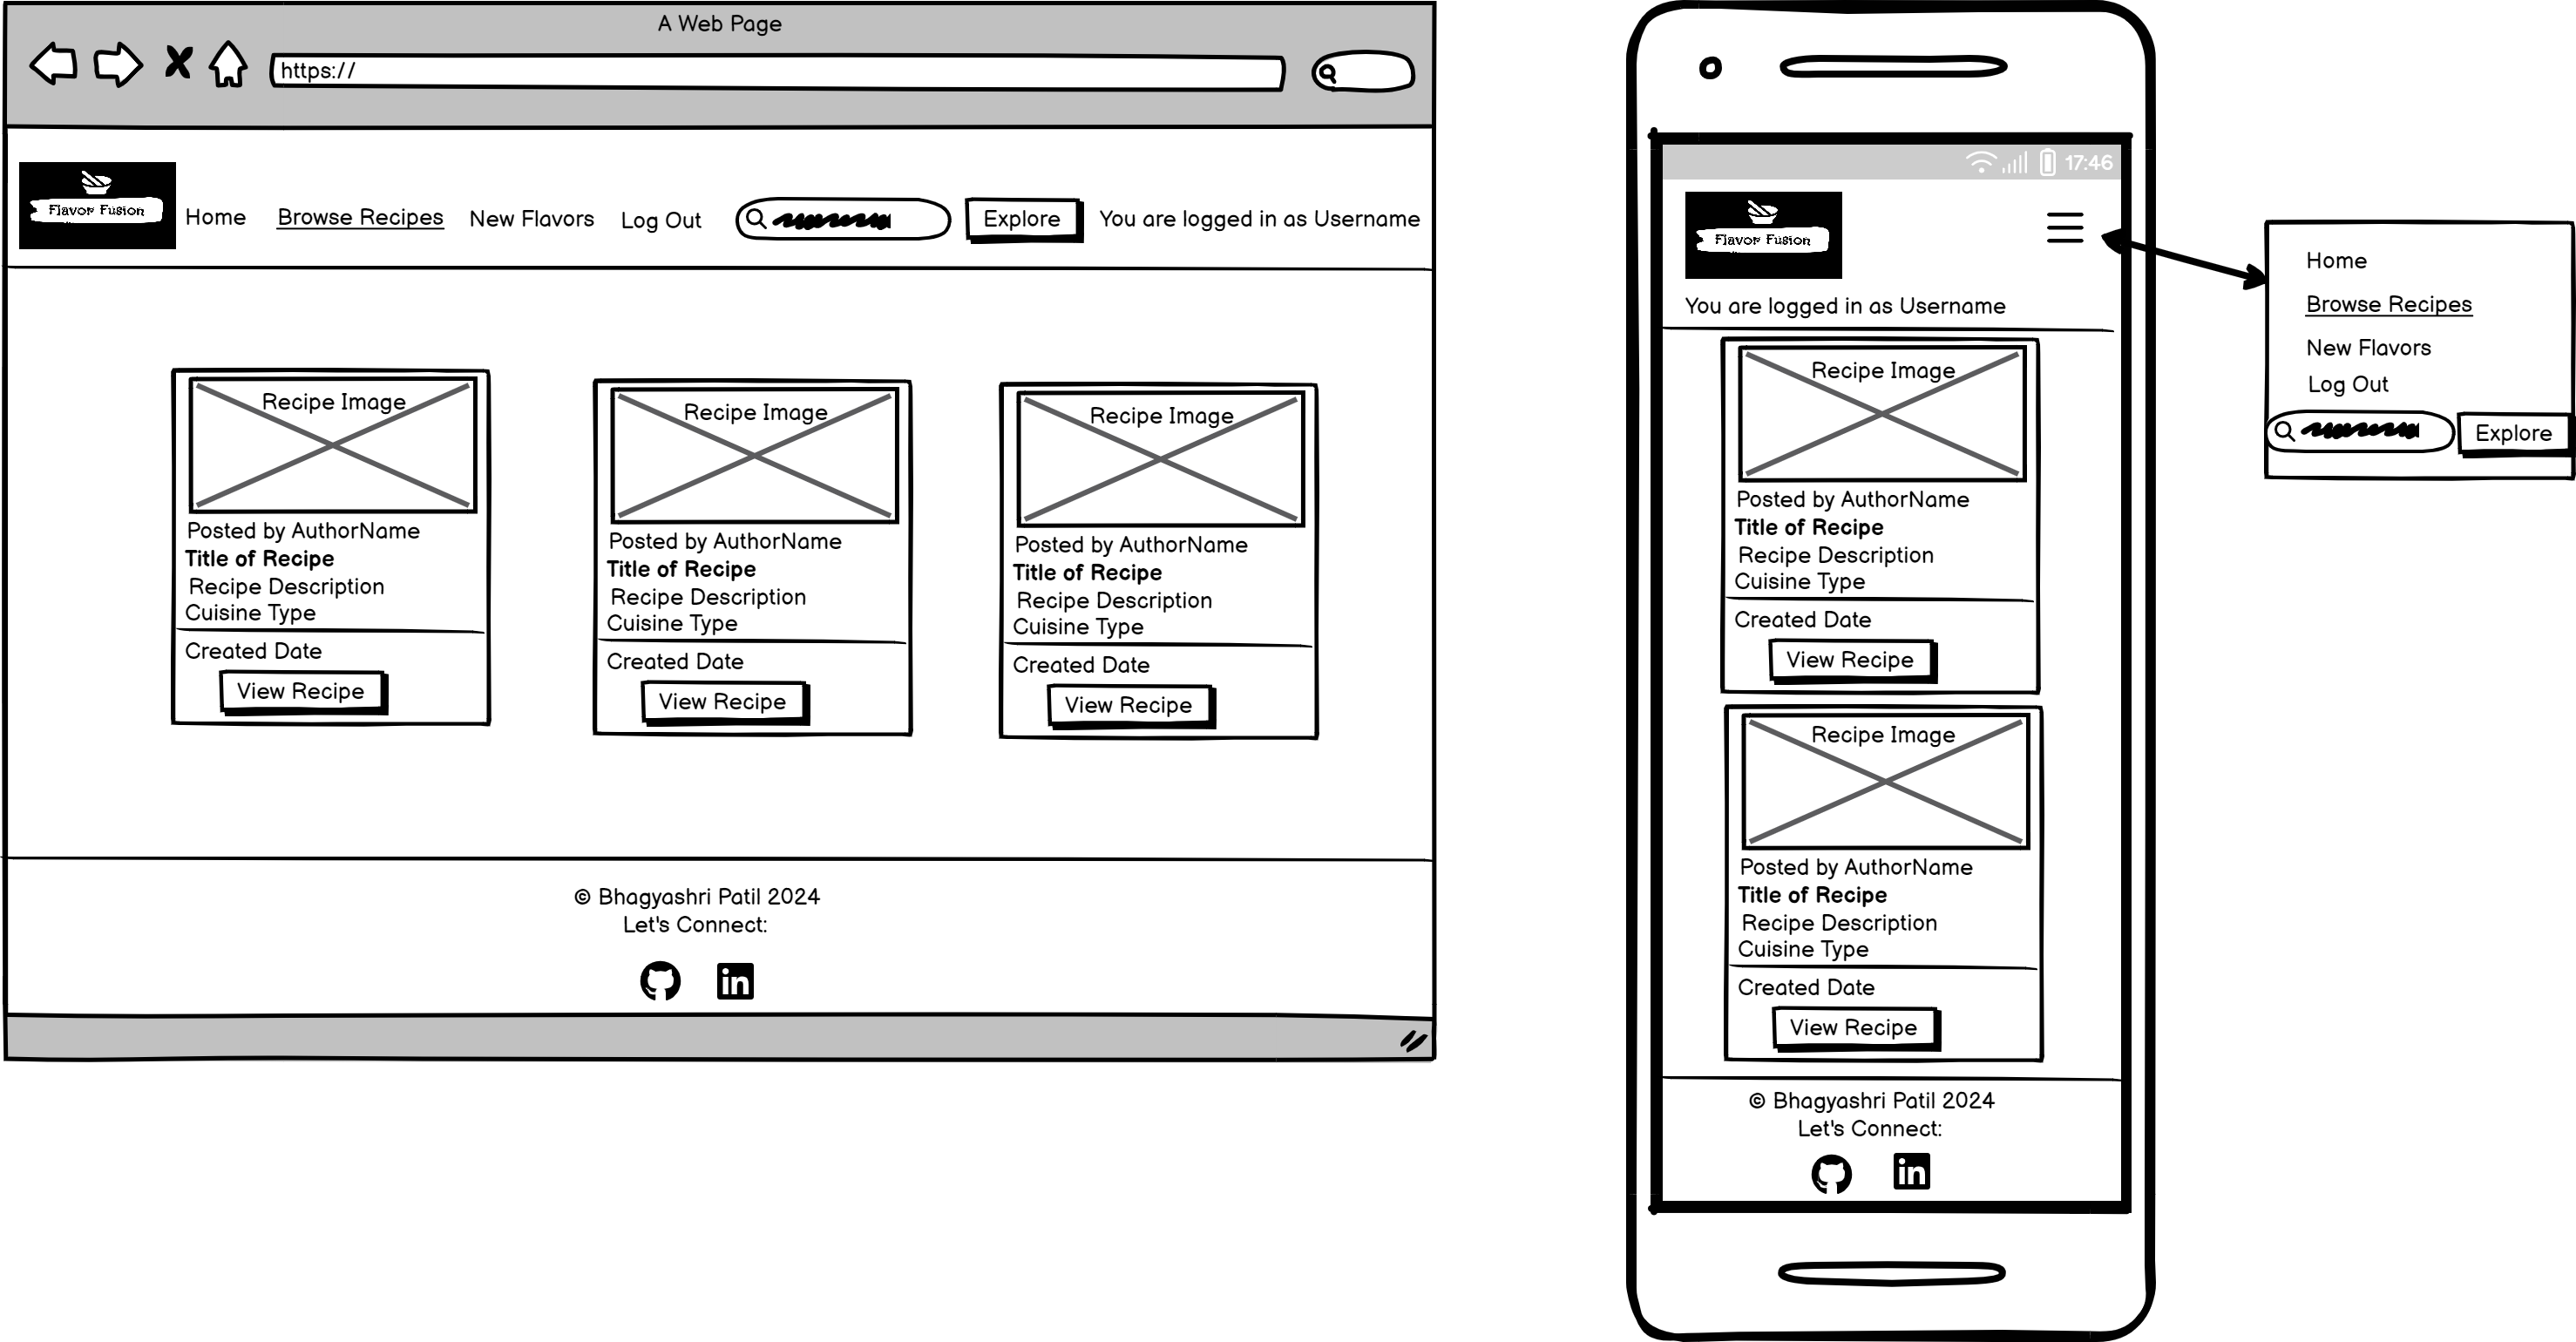 A Web Page
https://
Flavor Fusion
Home Browse Recipes New Flavors Log Out Explore You are logged in as Username
Recipe Image
Posted by AuthorName
Title of Recipe
Recipe Description
Cuisine Type
Created Date
View Recipe
Recipe Image
Posted by AuthorName
Title of Recipe
Recipe Description
Cuisine Type
Created Date
View Recipe
Recipe Image
Posted by AuthorName
Title of Recipe
Recipe Description
Cuisine Type
Created Date
View Recipe
© Bhagyashri Patil 2024
Let's Connect:
in
17:46
Flavor Fusion
You are logged in as Username
Recipe Image
Posted by AuthorName
Title of Recipe
Recipe Description
Cuisine Type
Created Date
View Recipe
Recipe Image
Posted by AuthorName
Title of Recipe
Recipe Description
Cuisine Type
Created Date
View Recipe
© Bhagyashri Patil 2024
Let's Connect:
in
Home
Browse Recipes
New Flavors
Log Out
Explore